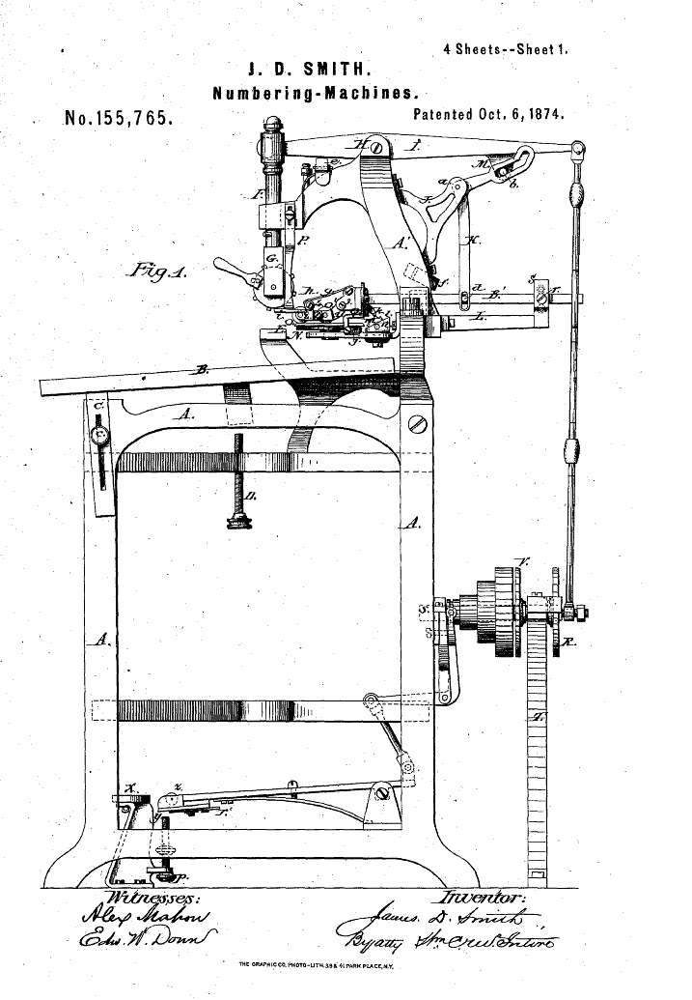 4 Sheets--Sheet 1.
J. D. SMITH.
Numbering-Machines.
No. 155,765.
Patented Oct. 6, 1874.
H.
I.
e.
M.
b.
a.
F.
J.
P.
A'.
K.
G.
Fig. 1.
f.
h.
g.
d.
B'.
s.
r.
i.
L.
N.
B.
C.
A.
D.
A.
V.
S.
A.
R.
T.
X.
z.
y
r'
p.
Witnesses:
Inventor:
Alex Mahon
James D. Smith
Edw. W. Donn
By atty
THE GRAPHIC CO. PHOTO-LITH. 39 & 41 PARK PLACE, N.Y.